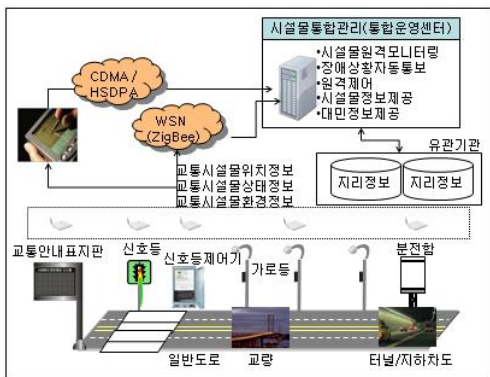 시설물통합관리(통합운영센터)
•시설물원격모니터링
•장애상황자동통보
•원격제어
•시설물정보제공
•대민정보제공
CDMA /
HSDPA
WSN
(ZigBee)
유관기관
지리정보
지리정보
교통시설물위치정보
교통시설물상태정보
교통시설물환경정보
교통안내표지판
신호등
신호등제어기
가로등
분전함
일반도로
교량
터널/지하차도